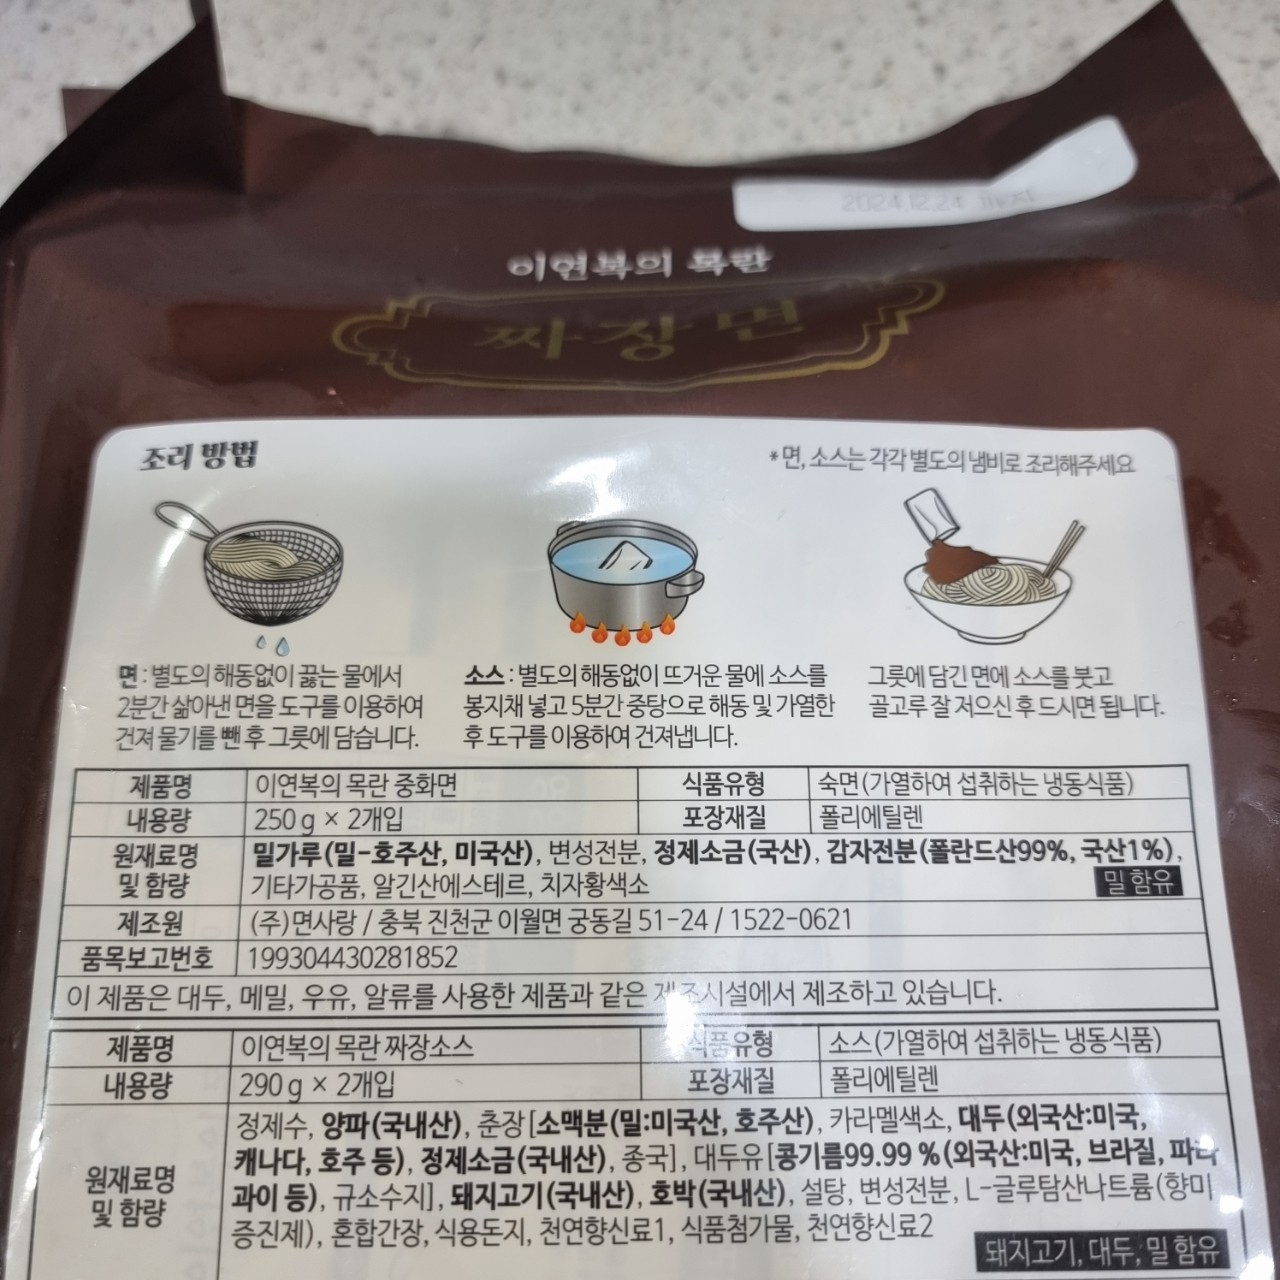 2024.12.24 까지
이연복의 목란
짜장면
조리 방법
*면, 소스는 각각 별도의 냄비로 조리해주세요
면 : 별도의 해동없이 끓는 물에서
2분간 삶아낸 면을 도구를 이용하여
건져 물기를 뺀 후 그릇에 담습니다.
소스 : 별도의 해동없이 뜨거운 물에 소스를
봉지채 넣고 5분간 중탕으로 해동 및 가열한
후 도구를 이용하여 건져냅니다.
그릇에 담긴 면에 소스를 붓고
골고루 잘 저으신 후 드시면 됩니다.
제품명 이연복의 목란 중화면 식품유형 숙면(가열하여 섭취하는 냉동식품)
내용량 250 g × 2개입 포장재질 폴리에틸렌
원재료명 밀가루(밀-호주산, 미국산), 변성전분, 정제소금(국산), 감자전분(폴란드산99%, 국산1%),
및 함량 기타가공품, 알긴산에스테르, 치자황색소 밀 함유
제조원 (주)면사랑 / 충북 진천군 이월면 궁동길 51-24 / 1522-0621
품목보고번호 199304430281852
이 제품은 대두, 메밀, 우유, 알류를 사용한 제품과 같은 제조시설에서 제조하고 있습니다.
제품명 이연복의 목란 짜장소스 식품유형 소스(가열하여 섭취하는 냉동식품)
내용량 290 g × 2개입 포장재질 폴리에틸렌
원재료명
및 함량
정제수, 양파(국내산), 춘장[소맥분(밀:미국산, 호주산), 카라멜색소, 대두(외국산:미국,
캐나다, 호주 등), 정제소금(국내산), 종국], 대두유[콩기름99.99 %(외국산:미국, 브라질, 파라
과이 등), 규소수지], 돼지고기(국내산), 호박(국내산), 설탕, 변성전분, L-글루탐산나트륨(향미
증진제), 혼합간장, 식용돈지, 천연향신료1, 식품첨가물, 천연향신료2
돼지고기, 대두, 밀 함유